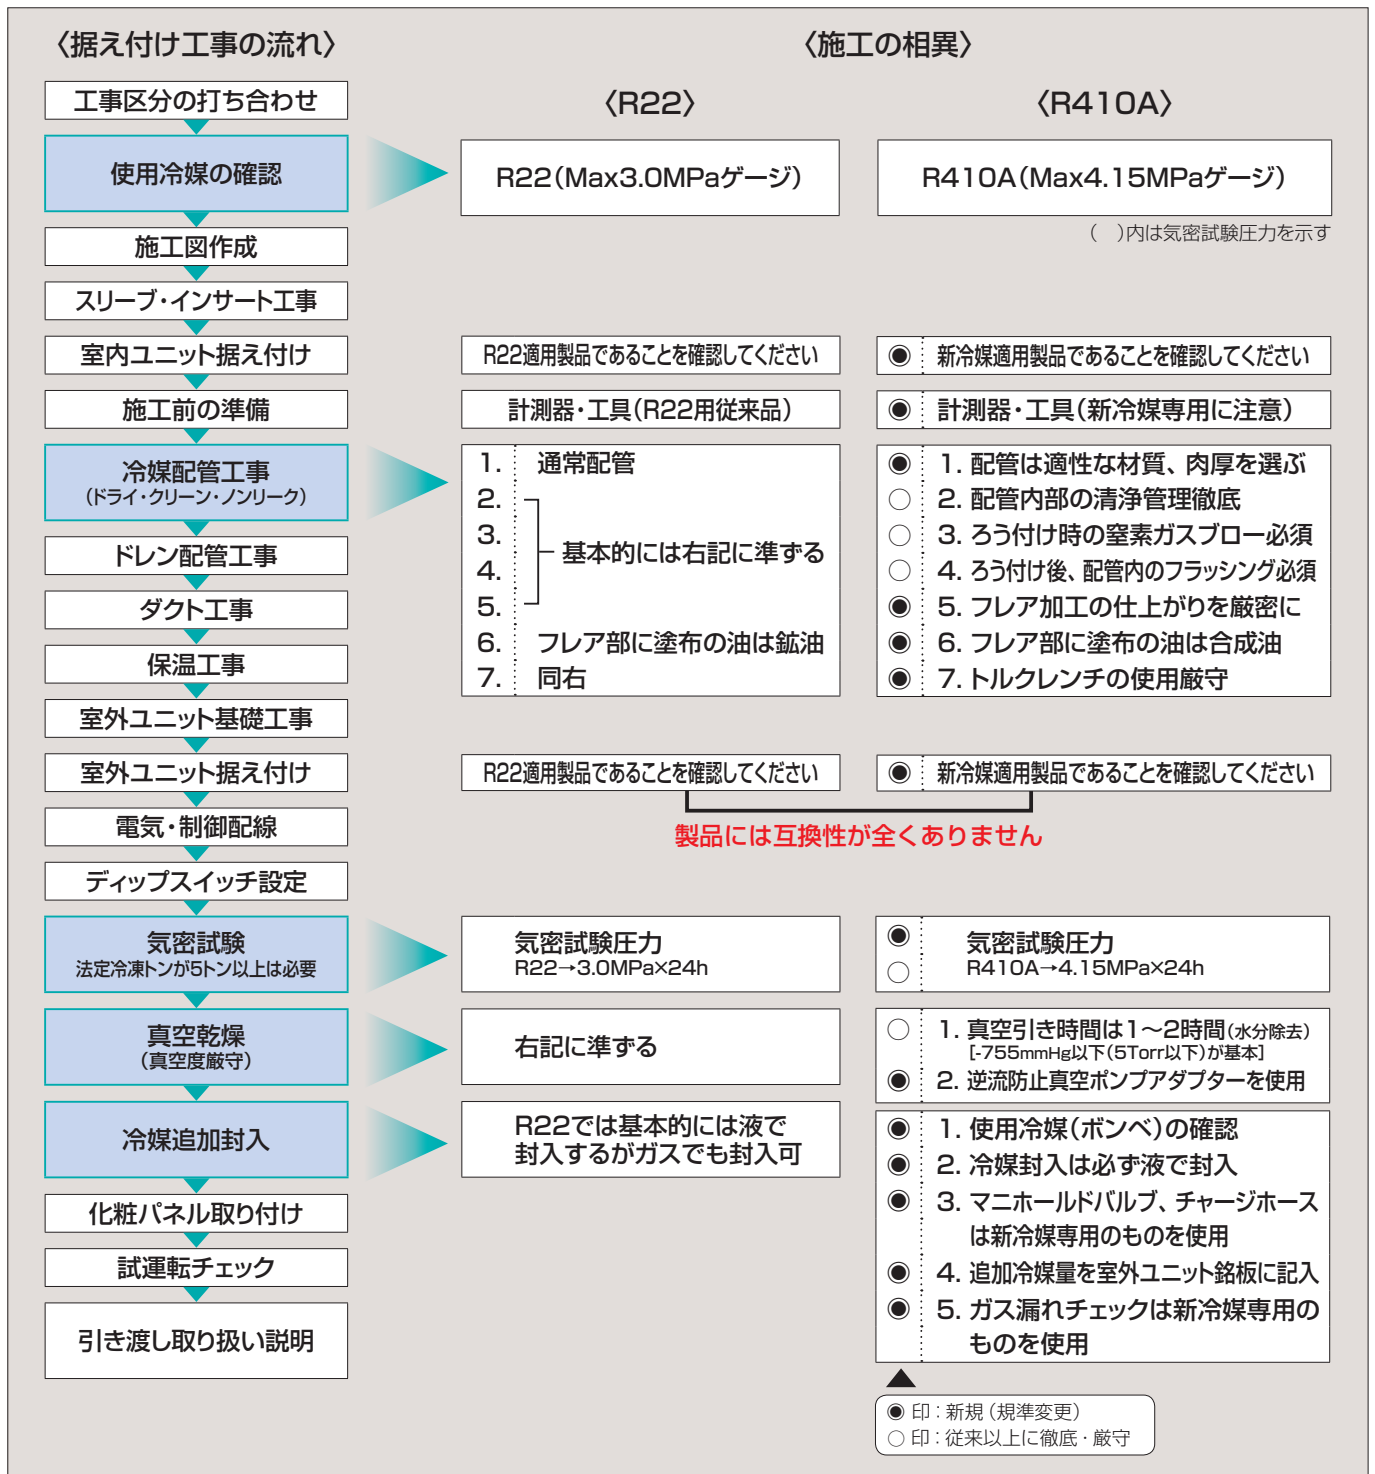 〈据え付け工事の流れ〉
〈施工の相異〉
工事区分の打ち合わせ
〈R22〉
〈R410A〉
使用冷媒の確認
R22(Max3.0MPaゲージ)
R410A(Max4.15MPaゲージ)
(　)内は気密試験圧力を示す
施工図作成
スリーブ・インサート工事
室内ユニット据え付け
R22適用製品であることを確認してください
◉ 新冷媒適用製品であることを確認してください
施工前の準備
計測器・工具(R22用従来品)
◉ 計測器・工具(新冷媒専用に注意)
冷媒配管工事
(ドライ・クリーン・ノンリーク)
1. 通常配管
2.
3.
4.
5.
基本的には右記に準ずる
6. フレア部に塗布の油は鉱油
7. 同右
◉ 1. 配管は適性な材質、肉厚を選ぶ
○ 2. 配管内部の清浄管理徹底
○ 3. ろう付け時の窒素ガスブロー必須
○ 4. ろう付け後、配管内のフラッシング必須
◉ 5. フレア加工の仕上がりを厳密に
◉ 6. フレア部に塗布の油は合成油
◉ 7. トルクレンチの使用厳守
ドレン配管工事
ダクト工事
保温工事
室外ユニット基礎工事
室外ユニット据え付け
R22適用製品であることを確認してください
◉ 新冷媒適用製品であることを確認してください
製品には互換性が全くありません
電気・制御配線
ディップスイッチ設定
気密試験
法定冷凍トンが5トン以上は必要
気密試験圧力
R22→3.0MPa×24h
◉ 気密試験圧力
○ R410A→4.15MPa×24h
真空乾燥
(真空度厳守)
右記に準ずる
○ 1. 真空引き時間は1〜2時間(水分除去)
[-755mmHg以下(5Torr以下)が基本]
◉ 2. 逆流防止真空ポンプアダプターを使用
冷媒追加封入
R22では基本的には液で
封入するがガスでも封入可
◉ 1. 使用冷媒(ボンベ)の確認
◉ 2. 冷媒封入は必ず液で封入
◉ 3. マニホールドバルブ、チャージホース
は新冷媒専用のものを使用
◉ 4. 追加冷媒量を室外ユニット銘板に記入
◉ 5. ガス漏れチェックは新冷媒専用の
ものを使用
化粧パネル取り付け
試運転チェック
引き渡し取り扱い説明
◉ 印：新規(規準変更)
○ 印：従来以上に徹底・厳守